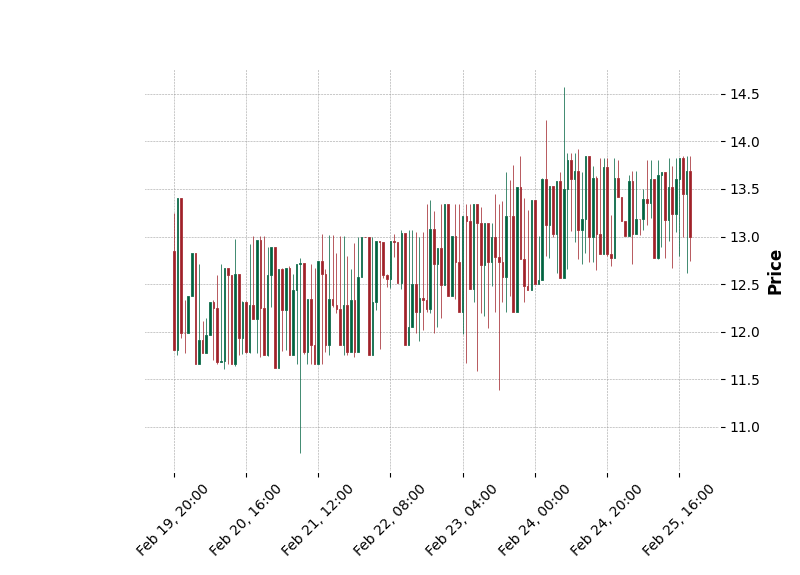 14.5
14.0
13.5
13.0
12.5
12.0
11.5
11.0
Price
Feb 19, 20:00
Feb 20, 16:00
Feb 21, 12:00
Feb 22, 08:00
Feb 23, 04:00
Feb 24, 00:00
Feb 24, 20:00
Feb 25, 16:00